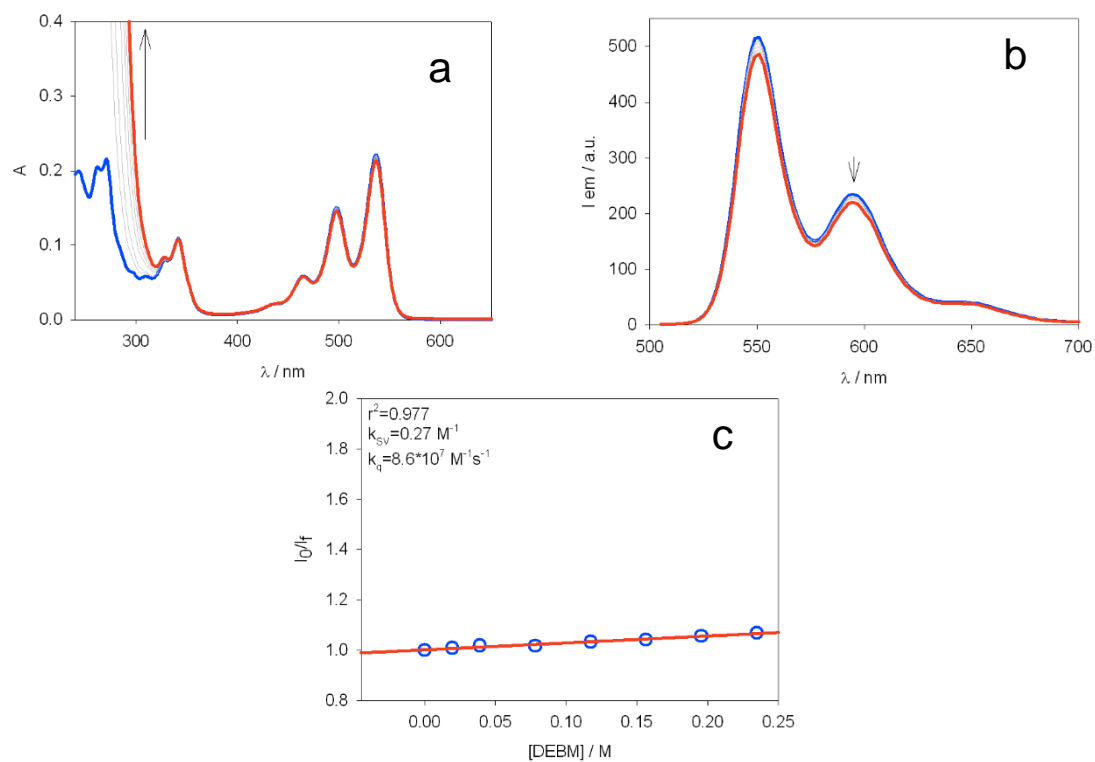 a
0.4
0.3
0.2
0.1
0.0
A
300 400 500 600
λ / nm
b
500
400
300
200
100
0
I em / a.u.
500 550 600 650 700
λ / nm
c
r²=0.977
k_SV=0.27 M⁻¹
k_q=8.6*10⁷ M⁻¹s⁻¹
2.0
1.8
1.6
1.4
1.2
1.0
0.8
I₀/I_f
0.00 0.05 0.10 0.15 0.20 0.25
[DEBM] / M